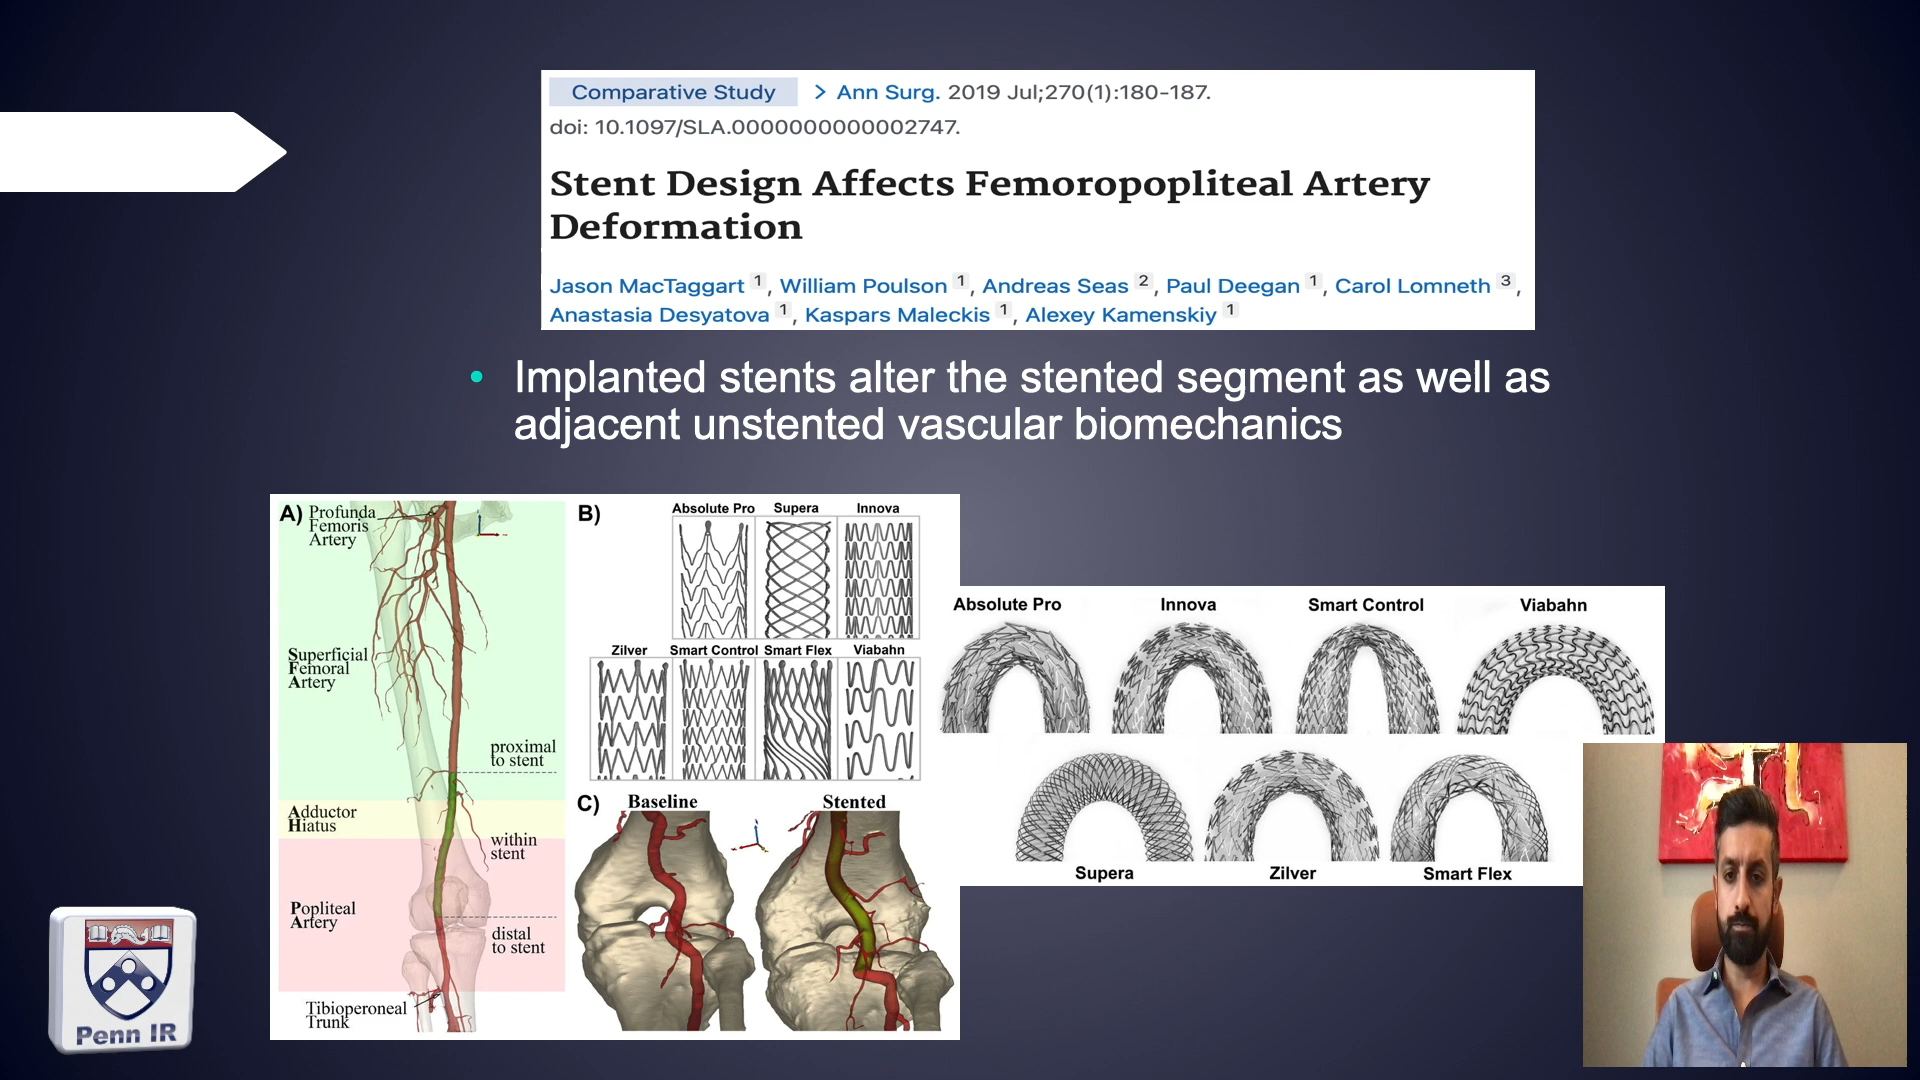 Comparative Study > Ann Surg. 2019 Jul;270(1):180-187.
doi: 10.1097/SLA.0000000000002747.
Stent Design Affects Femoropopliteal Artery
Deformation
Jason MacTaggart 1, William Poulson 1, Andreas Seas 2, Paul Deegan 1, Carol Lomneth 3,
Anastasia Desyatova 1, Kaspars Maleckis 1, Alexey Kamenskiy 1
• Implanted stents alter the stented segment as well as
adjacent unstented vascular biomechanics
A) Profunda
Femoris
Artery
Superficial
Femoral
Artery
proximal
to stent
Adductor
Hiatus
within
stent
Popliteal
Artery
distal
to stent
Tibioperoneal
Trunk
B)
Absolute Pro Supera Innova
Zilver Smart Control Smart Flex Viabahn
C) Baseline Stented
Absolute Pro Innova Smart Control Viabahn
Supera Zilver Smart Flex
Penn IR